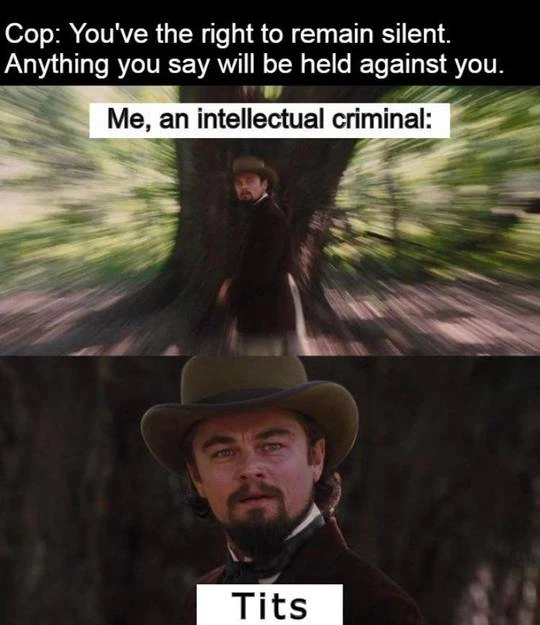 Cop: You've the right to remain silent.
Anything you say will be held against you.
Me, an intellectual criminal:
Tits